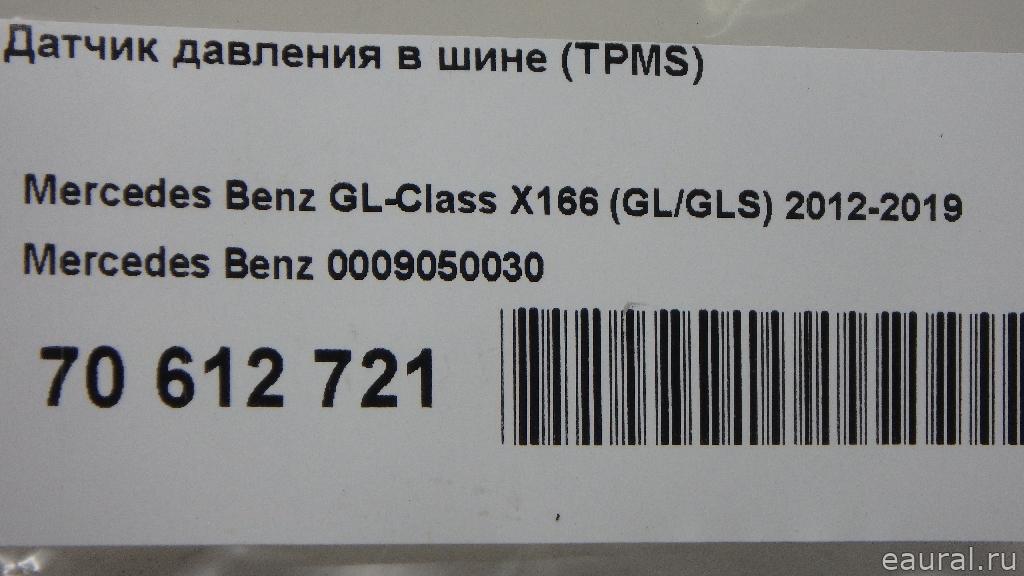 Датчик давления в шине (TPMS)
Mercedes Benz GL-Class X166 (GL/GLS) 2012-2019
Mercedes Benz 0009050030
70 612 721
eaural.ru